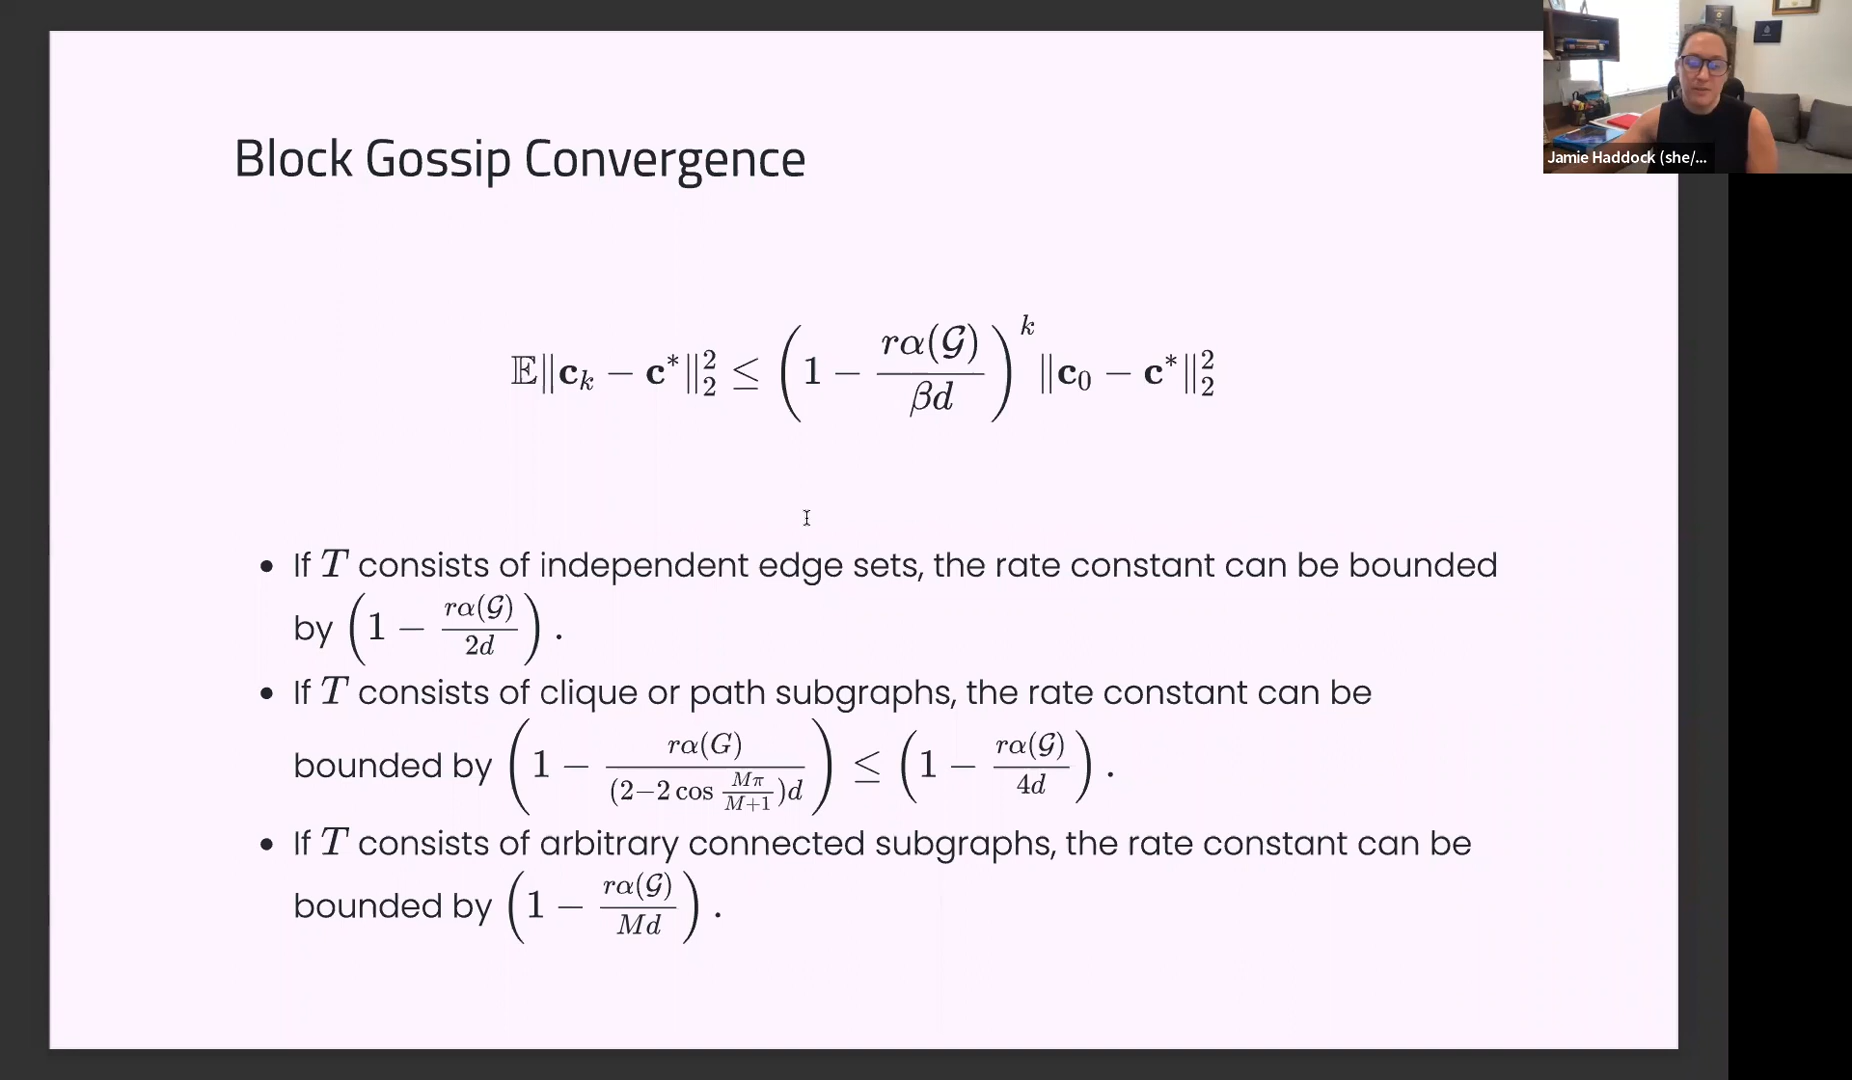 Jamie Haddock (she/...
Block Gossip Convergence
𝔼‖𝐜ₖ − 𝐜*‖₂² ≤ (1 − rα(𝒢)/βd)ᵏ ‖𝐜₀ − 𝐜*‖₂²
• If T consists of independent edge sets, the rate constant can be bounded
by (1 − rα(𝒢)/2d).
• If T consists of clique or path subgraphs, the rate constant can be
bounded by (1 − rα(G)/(2−2 cos Mπ/M+1)d) ≤ (1 − rα(𝒢)/4d).
• If T consists of arbitrary connected subgraphs, the rate constant can be
bounded by (1 − rα(𝒢)/Md).